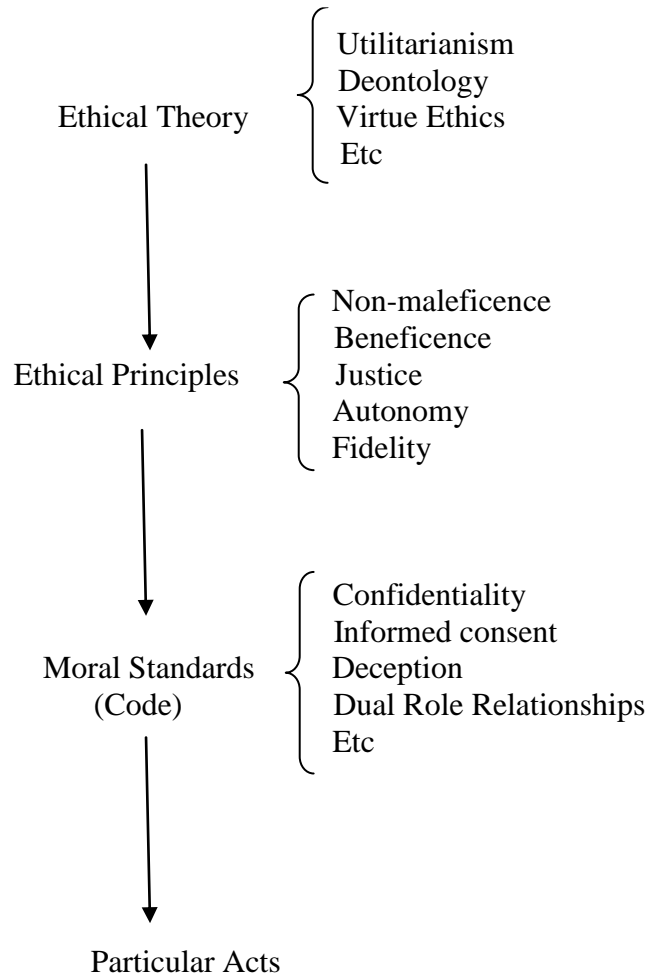 Utilitarianism
Deontology
Virtue Ethics
Etc
Ethical Theory
Non-maleficence
Beneficence
Justice
Autonomy
Fidelity
Ethical Principles
Confidentiality
Informed consent
Deception
Dual Role Relationships
Etc
Moral Standards
(Code)
Particular Acts